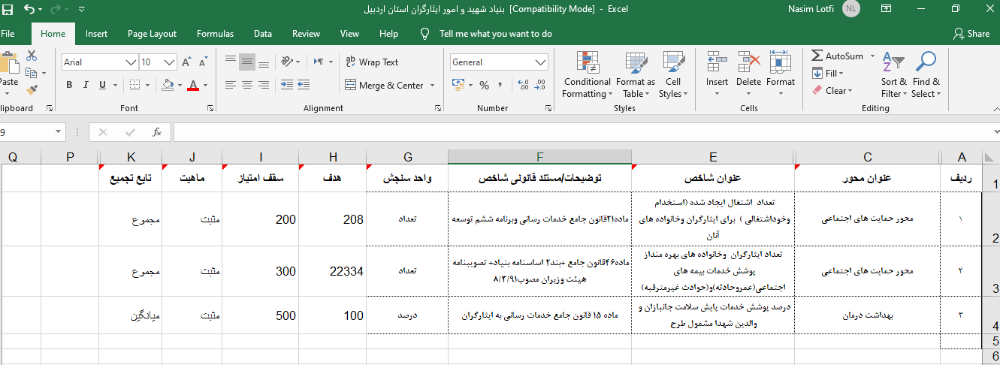 بنیاد شهید و امور ایثارگران استان اردبیل  [Compatibility Mode]  -  Excel
Nasim Lotfi
NL
File Home Insert Page Layout Formulas Data Review View Help Tell me what you want to do Share
Paste
Arial 10
Wrap Text
General
B I U
Merge & Center
Conditional Formatting
Format as Table
Cell Styles
Insert Delete Format
AutoSum
Fill
Clear
Sort & Filter
Find & Select
lipboard Font Alignment Number Styles Cells Editing
9
fx
Q P K J I H G F E C A
1
ردیف
عنوان محور
عنوان شاخص
توضیحات/مستند قانونی شاخص
واحد سنجش
هدف
سقف امتیاز
ماهیت
تابع تجمیع
2
۱
محور حمایت های اجتماعی
تعداد اشتغال ایجاد شده (استخدام
وخوداشتغالی ) برای ایثارگران وخانواده های
آنان
ماده۲۱قانون جامع خدمات رسانی وبرنامه ششم توسعه
تعداد
208
200
مثبت
مجموع
3
۲
محور حمایت های اجتماعی
تعداد ایثارگران وخانواده های بهره منداز
پوشش خدمات بیمه های
اجتماعی(عمروحادثه)و(حوادث غیرمترقبه)
ماده۴۶قانون جامع +بند۲ اساسنامه بنیاد+ تصویبنامه
هیئت وزیران مصوب۸/۳/۹۱
تعداد
22334
300
مثبت
مجموع
4
۳
بهداشت درمان
درصد پوشش خدمات پایش سلامت جانبازان و
والدین شهدا مشمول طرح
ماده ۱۵ قانون جامع خدمات رسانی به ایثارگران
درصد
100
500
مثبت
میانگین
5
6